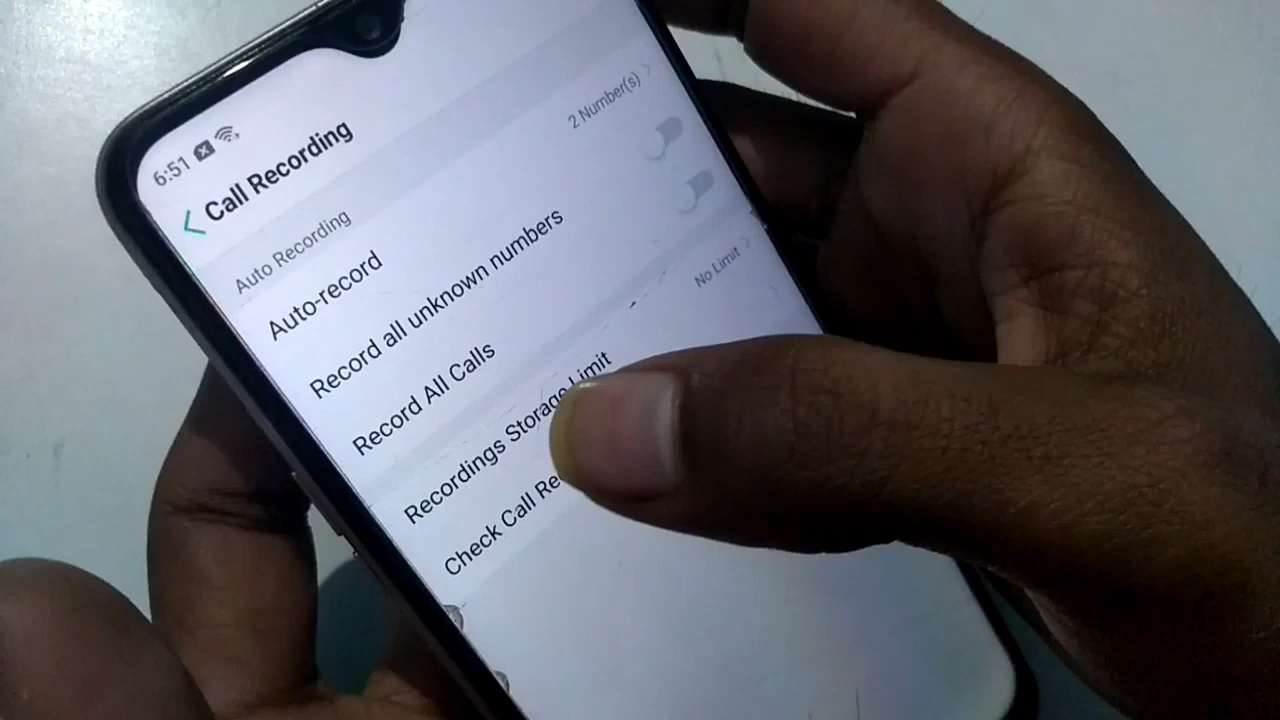 6:51
Call Recording
Auto Recording
Auto-record
2 Number(s)
Record all unknown numbers
Record All Calls
Recordings Storage Limit
No Limit
Check Call Re